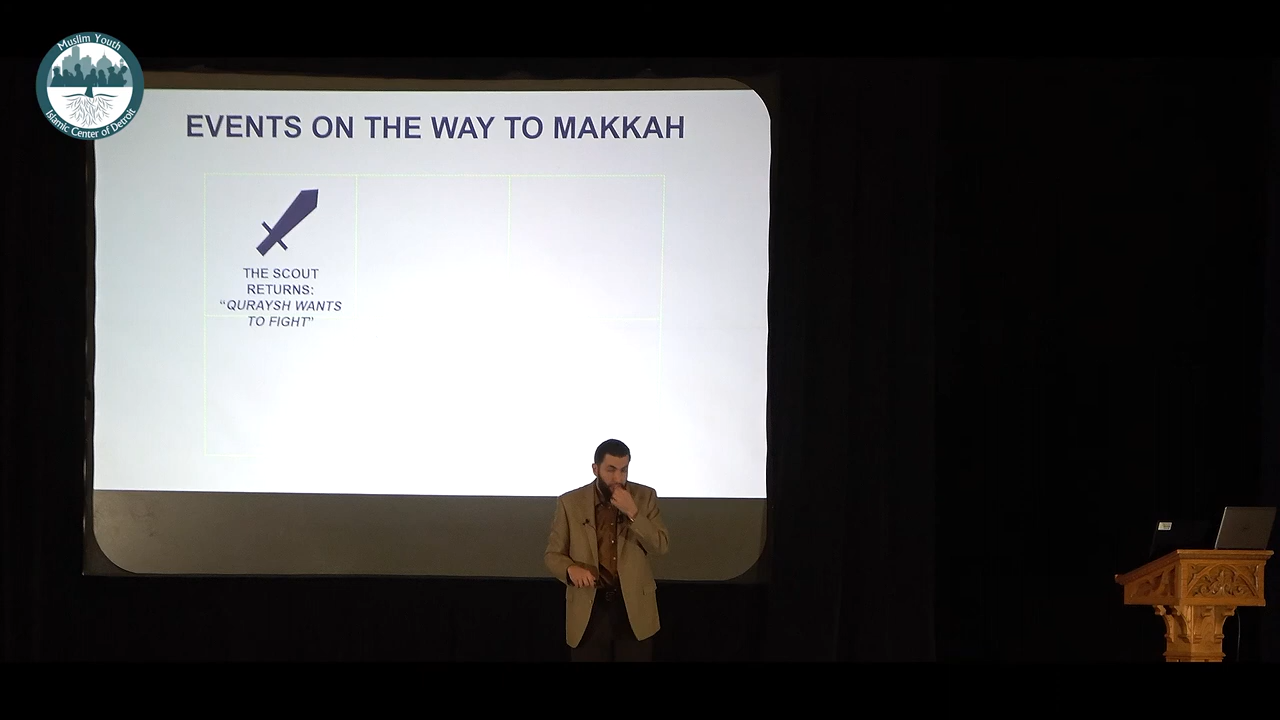 Muslim Youth
Islamic Center of Detroit
EVENTS ON THE WAY TO MAKKAH
THE SCOUT
RETURNS:
“QURAYSH WANTS
TO FIGHT”